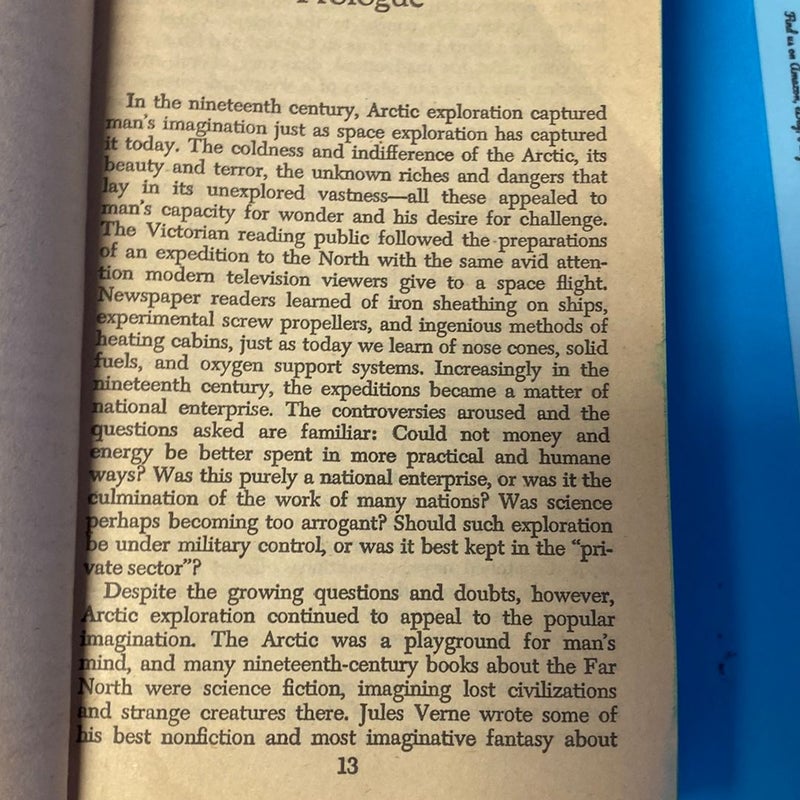 Prologue
In the nineteenth century, Arctic exploration captured
man's imagination just as space exploration has captured
it today. The coldness and indifference of the Arctic, its
beauty and terror, the unknown riches and dangers that
lay in its unexplored vastness—all these appealed to
man's capacity for wonder and his desire for challenge.
The Victorian reading public followed the preparations
of an expedition to the North with the same avid atten-
tion modern television viewers give to a space flight.
Newspaper readers learned of iron sheathing on ships,
experimental screw propellers, and ingenious methods of
heating cabins, just as today we learn of nose cones, solid
fuels, and oxygen support systems. Increasingly in the
nineteenth century, the expeditions became a matter of
national enterprise. The controversies aroused and the
questions asked are familiar: Could not money and
energy be better spent in more practical and humane
ways? Was this purely a national enterprise, or was it the
culmination of the work of many nations? Was science
perhaps becoming too arrogant? Should such exploration
be under military control, or was it best kept in the "pri-
vate sector"?
Despite the growing questions and doubts, however,
Arctic exploration continued to appeal to the popular
imagination. The Arctic was a playground for man's
mind, and many nineteenth-century books about the Far
North were science fiction, imagining lost civilizations
and strange creatures there. Jules Verne wrote some of
his best nonfiction and most imaginative fantasy about
13
Find us on Amazon,